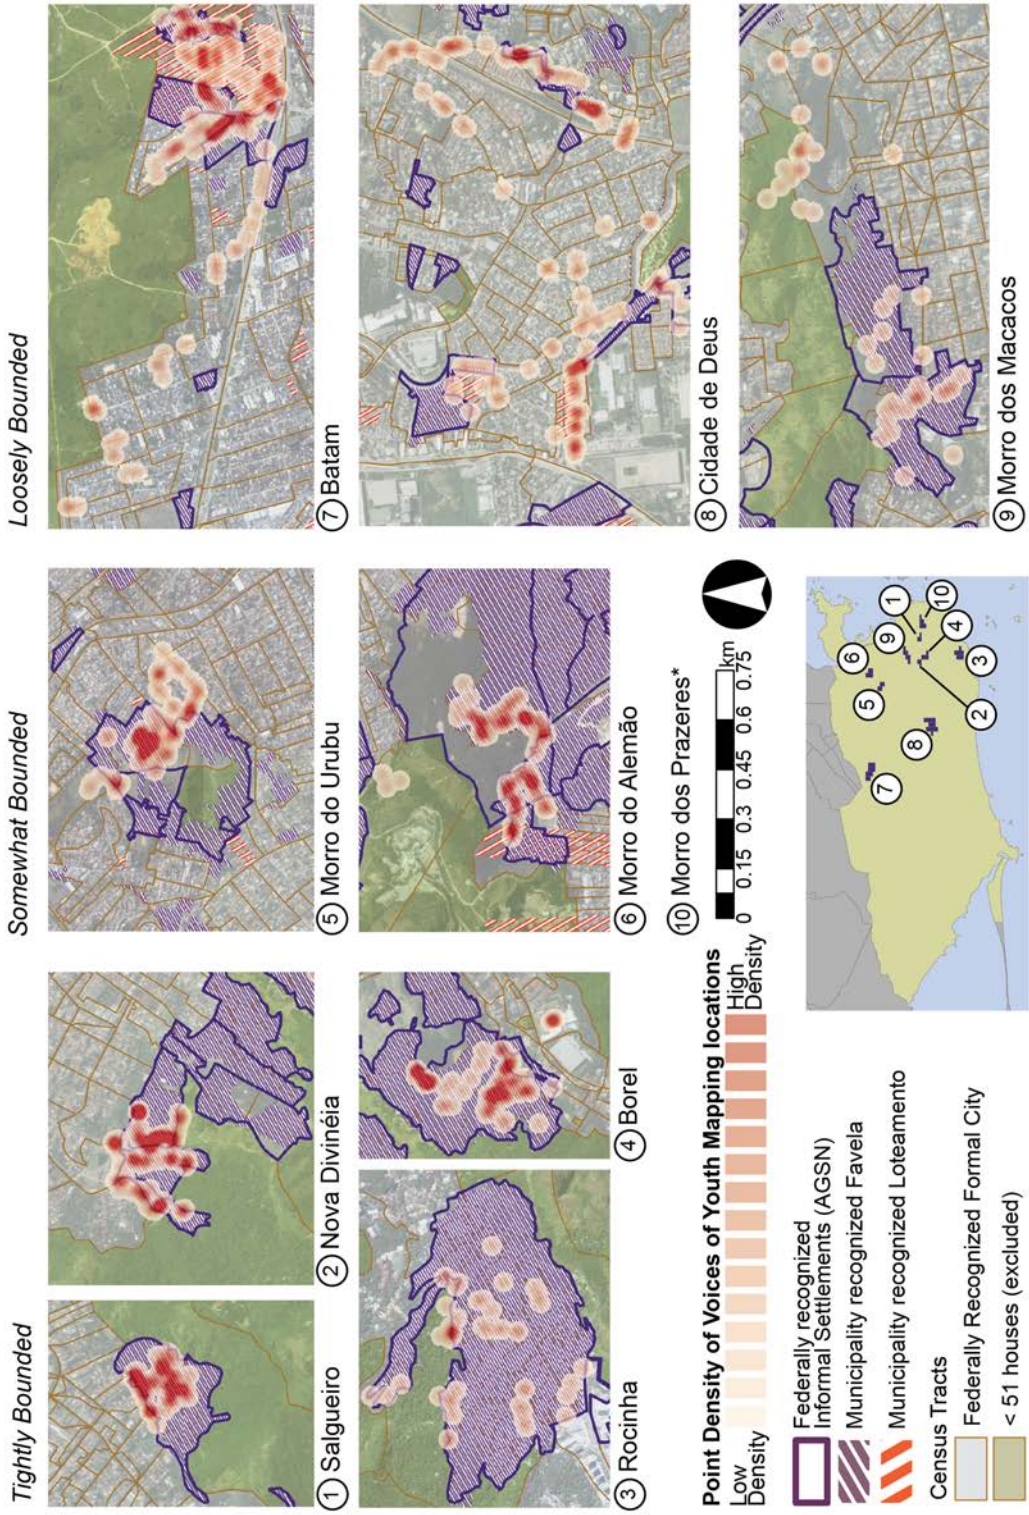 Tightly Bounded
Somewhat Bounded
Loosely Bounded
1 Salgueiro
2 Nova Divinéia
3 Rocinha
4 Borel
5 Morro do Urubu
6 Morro do Alemão
10 Morro dos Prazeres*
7 Batam
8 Cidade de Deus
9 Morro dos Macacos
Point Density of Voices of Youth Mapping locations
Low
Density
High
Density
Federally recognized
Informal Settlements (AGSN)
Municipality recognized Favela
Municipality recognized Loteamento
Census Tracts
Federally Recognized Formal City
< 51 houses (excluded)
km
0 0.15 0.3 0.45 0.6 0.75
7
8
5
6
9
1
10
4
3
2